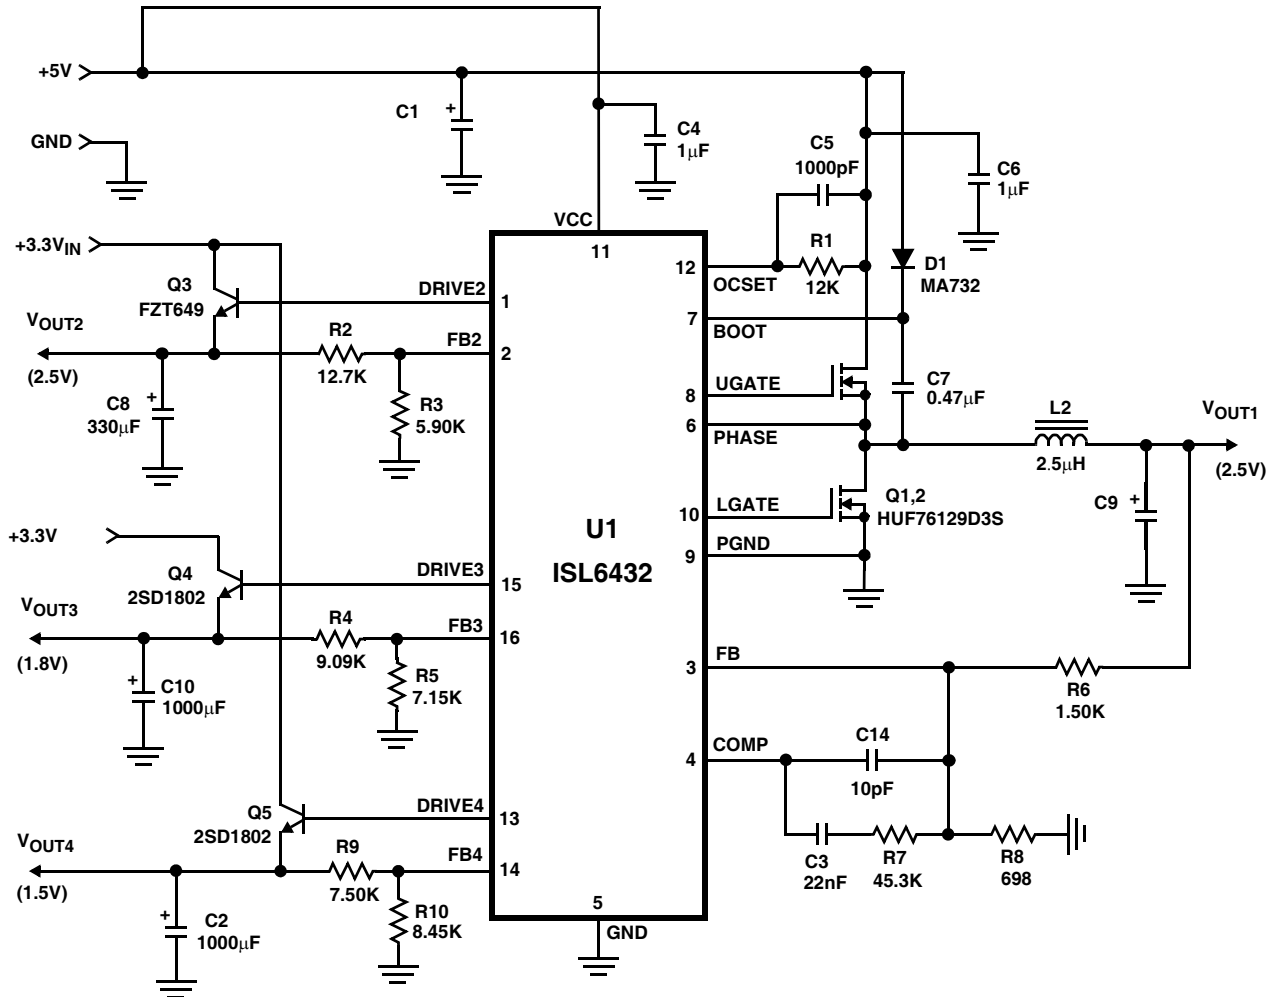 +5V
GND
C1
C4
1μF
C5
1000pF
C6
1μF
VCC
11
+3.3VIN
Q3
FZT649
DRIVE2
1
VOUT2
(2.5V)
R2
12.7K
FB2
2
C8
330μF
R3
5.90K
R1
12K
12
OCSET
D1
MA732
7
BOOT
8
UGATE
C7
0.47μF
6
PHASE
L2
2.5μH
VOUT1
(2.5V)
C9
10
LGATE
Q1,2
HUF76129D3S
9
PGND
U1
ISL6432
+3.3V
Q4
2SD1802
DRIVE3
15
VOUT3
(1.8V)
R4
9.09K
FB3
16
C10
1000μF
R5
7.15K
3
FB
R6
1.50K
4
COMP
C14
10pF
C3
22nF
R7
45.3K
R8
698
Q5
2SD1802
DRIVE4
13
VOUT4
(1.5V)
R9
7.50K
FB4
14
C2
1000μF
R10
8.45K
5
GND
+
+
+
+
+